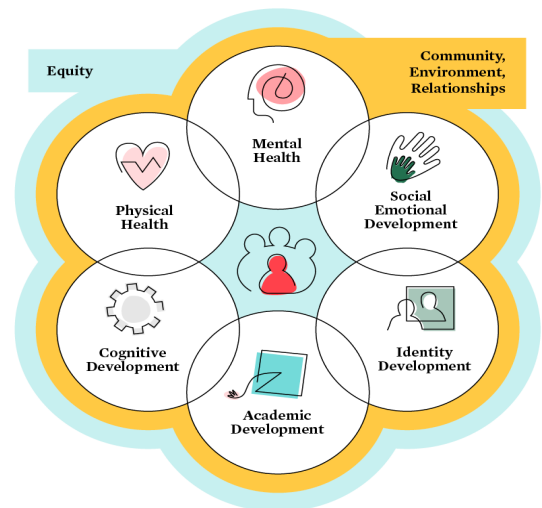 Equity
Community,
Environment,
Relationships
Mental
Health
Physical
Health
Social
Emotional
Development
Cognitive
Development
Identity
Development
Academic
Development